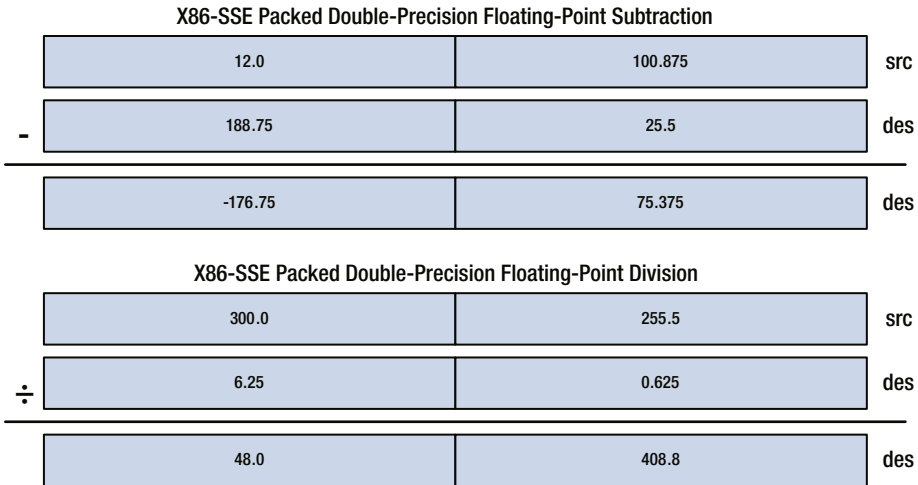 X86-SSE Packed Double-Precision Floating-Point Subtraction
12.0 100.875 src
- 188.75 25.5 des
-176.75 75.375 des
X86-SSE Packed Double-Precision Floating-Point Division
300.0 255.5 src
÷ 6.25 0.625 des
48.0 408.8 des